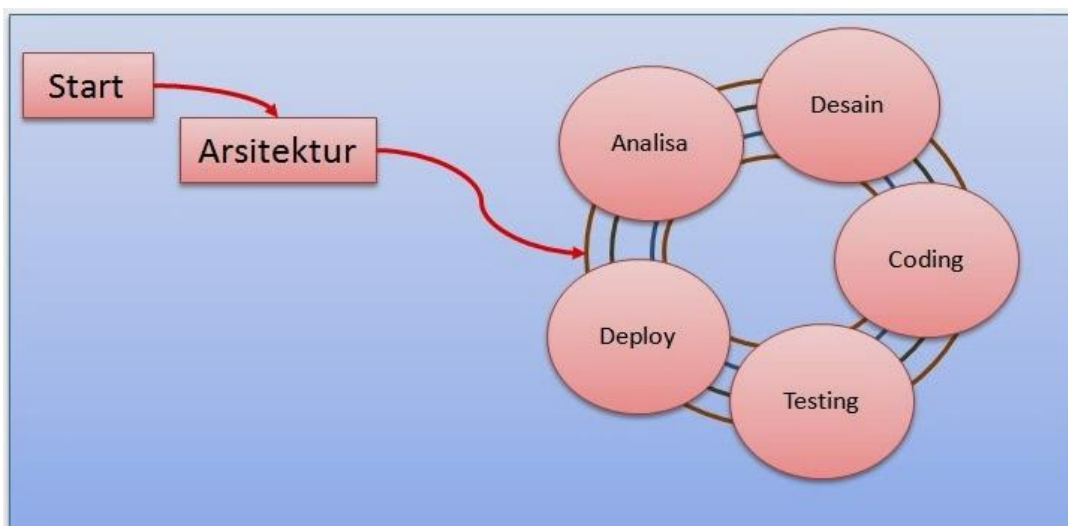 Start
Arsitektur
Analisa
Desain
Coding
Testing
Deploy